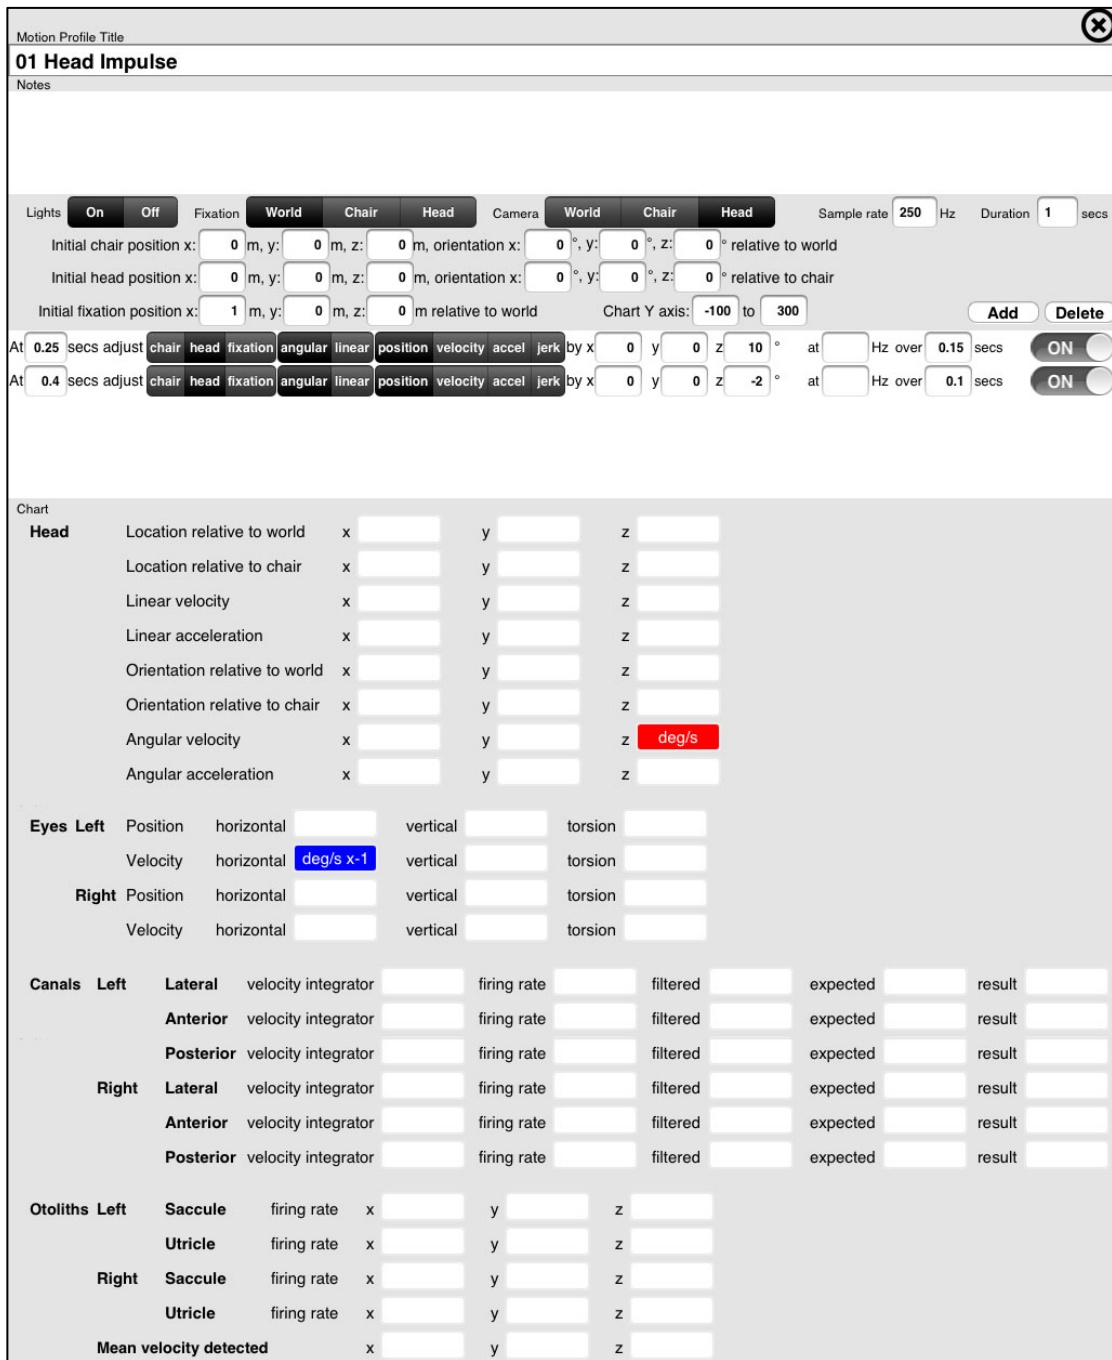 Motion Profile Title
01 Head Impulse
Notes
Lights On Off Fixation World Chair Head Camera World Chair Head Sample rate 250 Hz Duration 1 secs
Initial chair position x: 0 m, y: 0 m, z: 0 m, orientation x: 0 °, y: 0 °, z: 0 ° relative to world
Initial head position x: 0 m, y: 0 m, z: 0 m, orientation x: 0 °, y: 0 °, z: 0 ° relative to chair
Initial fixation position x: 1 m, y: 0 m, z: 0 m relative to world Chart Y axis: -100 to 300 Add Delete
At 0.25 secs adjust chair head fixation angular linear position velocity accel jerk by x 0 y 0 z 10 ° at Hz over 0.15 secs ON
At 0.4 secs adjust chair head fixation angular linear position velocity accel jerk by x 0 y 0 z -2 ° at Hz over 0.1 secs ON
Chart
Head Location relative to world x y z
Location relative to chair x y z
Linear velocity x y z
Linear acceleration x y z
Orientation relative to world x y z
Orientation relative to chair x y z
Angular velocity x y z deg/s
Angular acceleration x y z
Eyes Left Position horizontal vertical torsion
Velocity horizontal deg/s x-1 vertical torsion
Right Position horizontal vertical torsion
Velocity horizontal vertical torsion
Canals Left Lateral velocity integrator firing rate filtered expected result
Anterior velocity integrator firing rate filtered expected result
Posterior velocity integrator firing rate filtered expected result
Right Lateral velocity integrator firing rate filtered expected result
Anterior velocity integrator firing rate filtered expected result
Posterior velocity integrator firing rate filtered expected result
Otoliths Left Saccule firing rate x y z
Utricle firing rate x y z
Right Saccule firing rate x y z
Utricle firing rate x y z
Mean velocity detected x y z